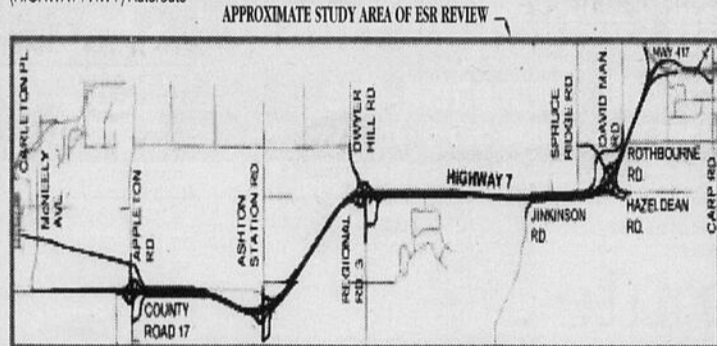 APPROXIMATE STUDY AREA OF ESR REVIEW
CARLETON PL.
McNEELY
AVE.
APPLETON
RD
COUNTY
ROAD 17
ASHTON
STATION RD
DWYER
HILL RD
REGIONAL
RD 3
HIGHWAY 7
JINKINSON
RD
SPRUCE
RIDGE RD
DAVID MAN.
RD
HWY 417
ROTHBOURNE
RD.
HAZELDEAN
RD.
CARP RD.